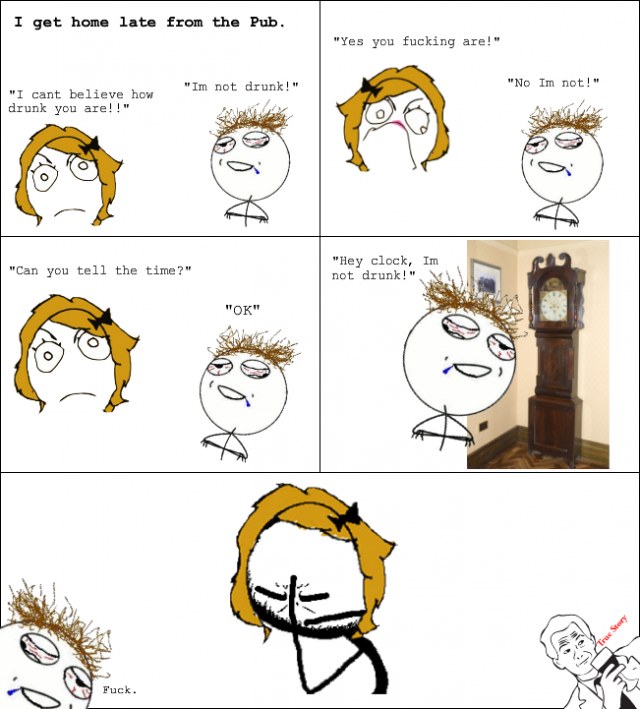 I get home late from the Pub.
"I cant believe how
drunk you are!!"
"Im not drunk!"
"Yes you fucking are!"
"No Im not!"
"Can you tell the time?"
"OK"
"Hey clock, Im
not drunk!"
Fuck.
True Story